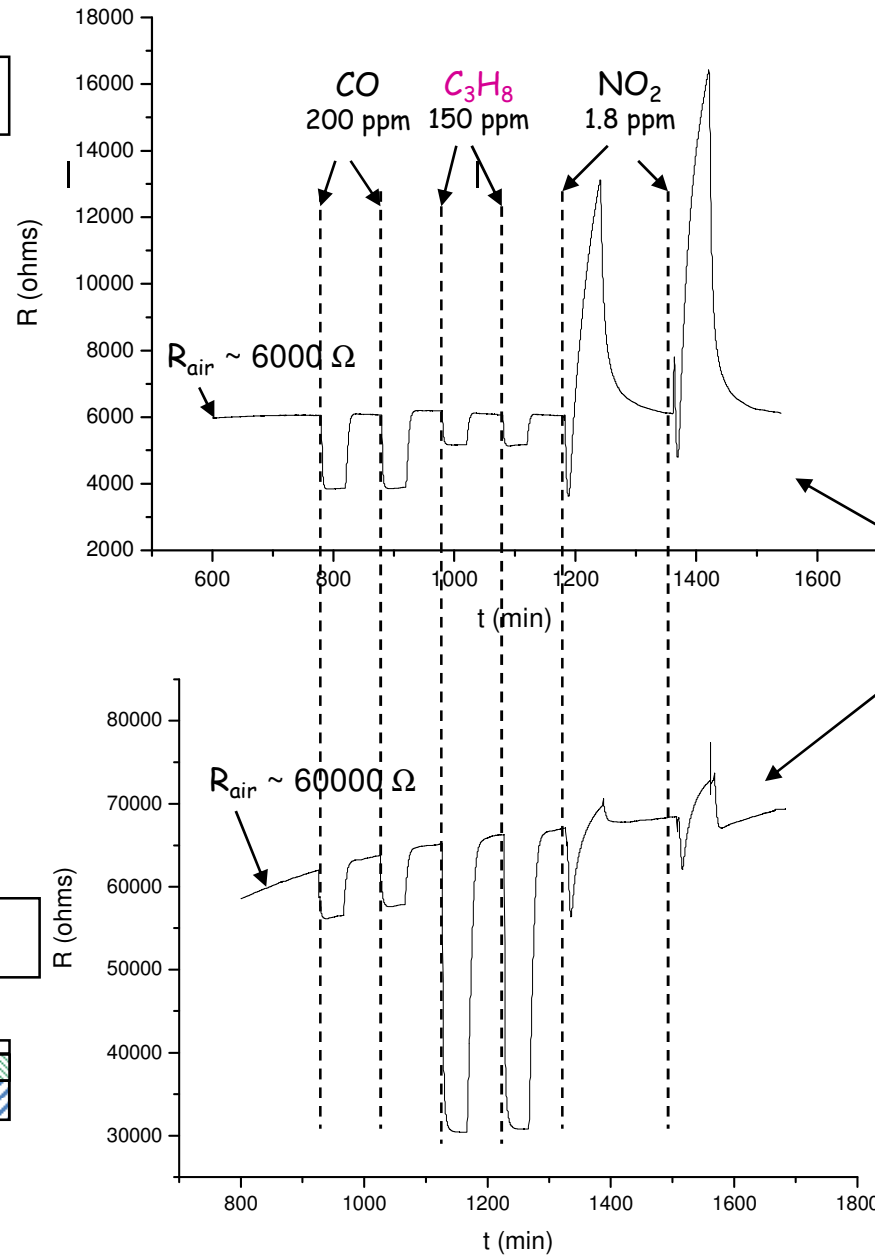 18000
16000
14000
12000
10000
8000
6000
4000
2000
R (ohms)
CO
200 ppm
C₃H₈
150 ppm
NO₂
1.8 ppm
R_air ~ 6000 Ω
600 800 1000 1200 1400 1600
t (min)
80000
70000
60000
50000
40000
30000
R (ohms)
R_air ~ 60000 Ω
800 1000 1200 1400 1600 1800
t (min)